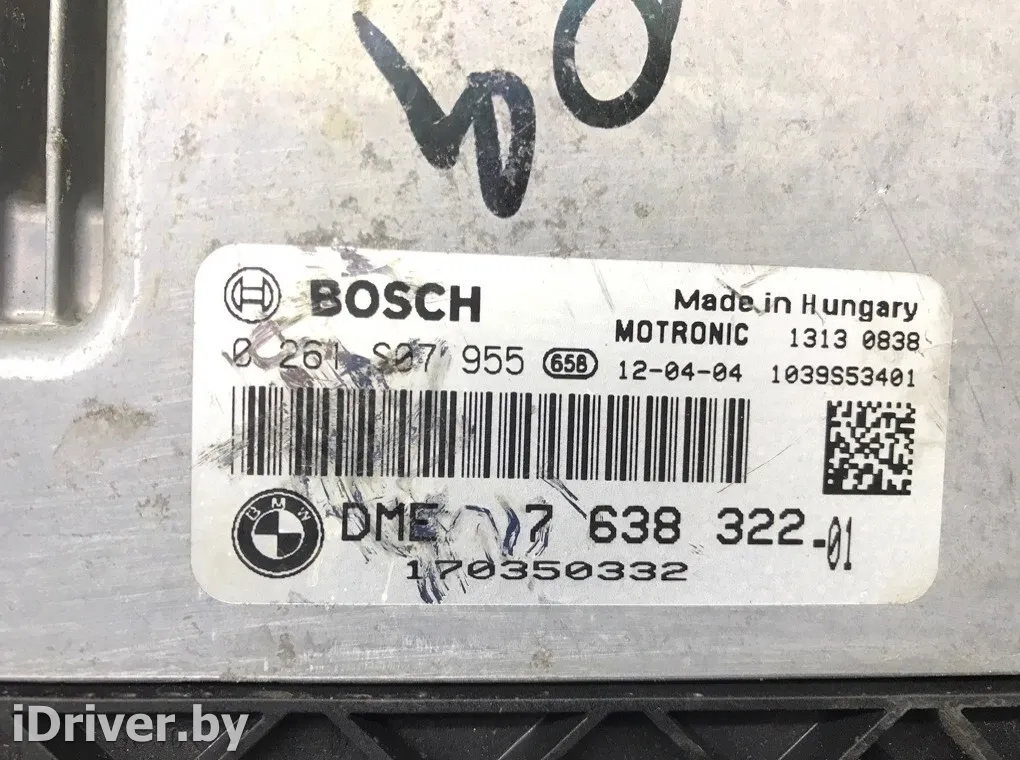 BOSCH
Made in Hungary
MOTRONIC 1313 0838
0 261 S07 955 658 12-04-04 1039S53401
BMW
DME 7 638 322-01
170350332
iDriver.by